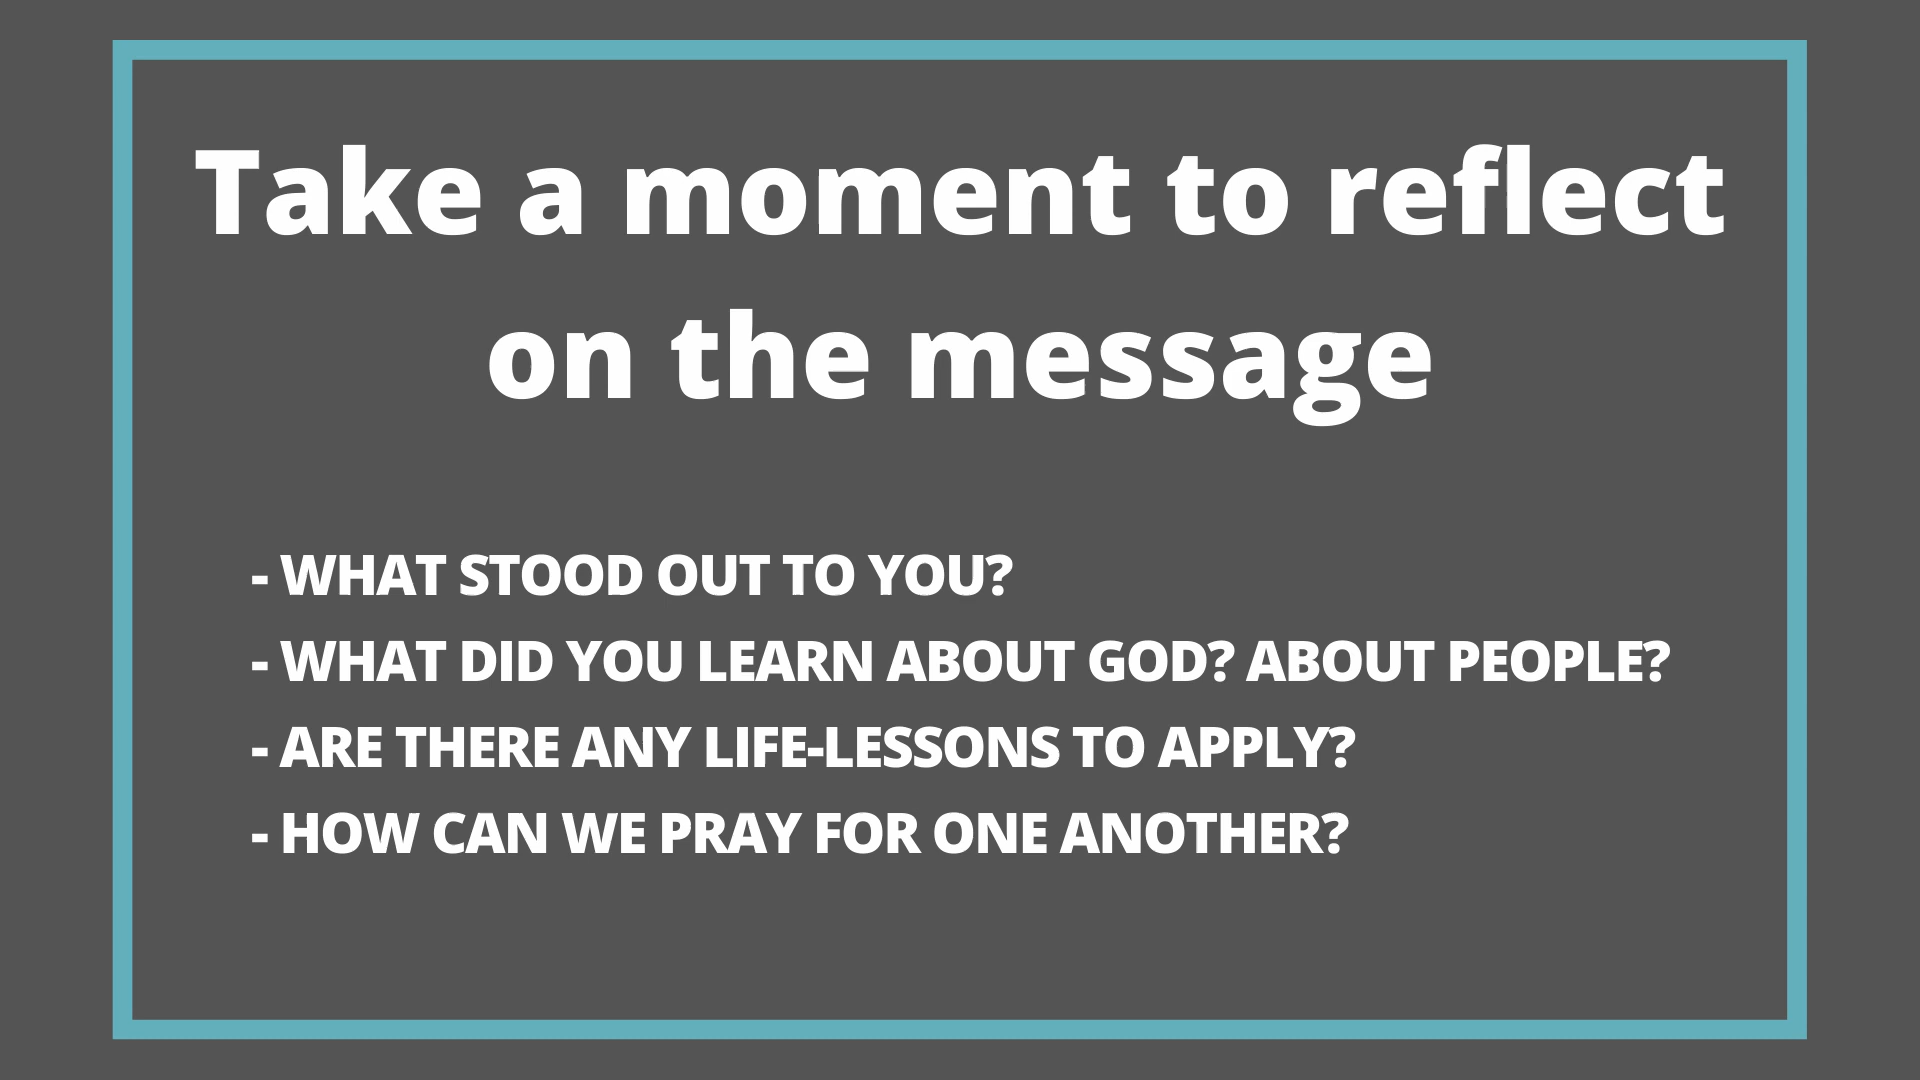 Take a moment to reflect
on the message
- WHAT STOOD OUT TO YOU?
- WHAT DID YOU LEARN ABOUT GOD? ABOUT PEOPLE?
- ARE THERE ANY LIFE-LESSONS TO APPLY?
- HOW CAN WE PRAY FOR ONE ANOTHER?